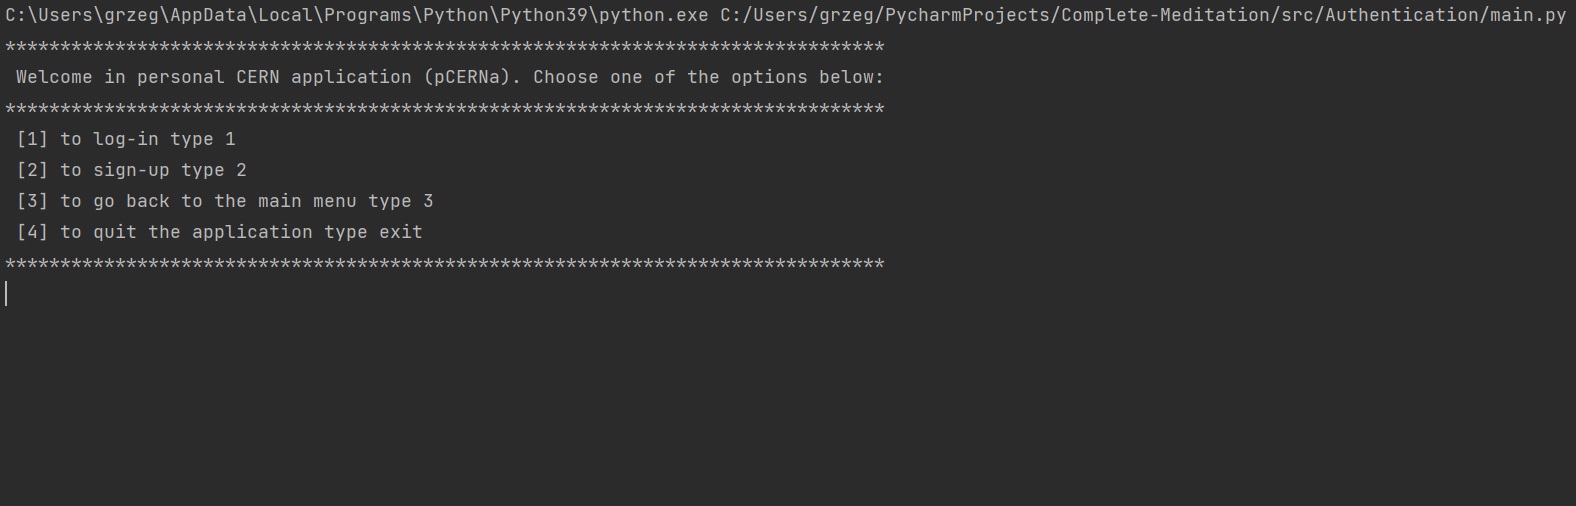 C:\Users\grzeg\AppData\Local\Programs\Python\Python39\python.exe C:/Users/grzeg/PycharmProjects/Complete-Meditation/src/Authentication/main.py
********************************************************************************
Welcome in personal CERN application (pCERNa). Choose one of the options below:
********************************************************************************
[1] to log-in type 1
[2] to sign-up type 2
[3] to go back to the main menu type 3
[4] to quit the application type exit
********************************************************************************